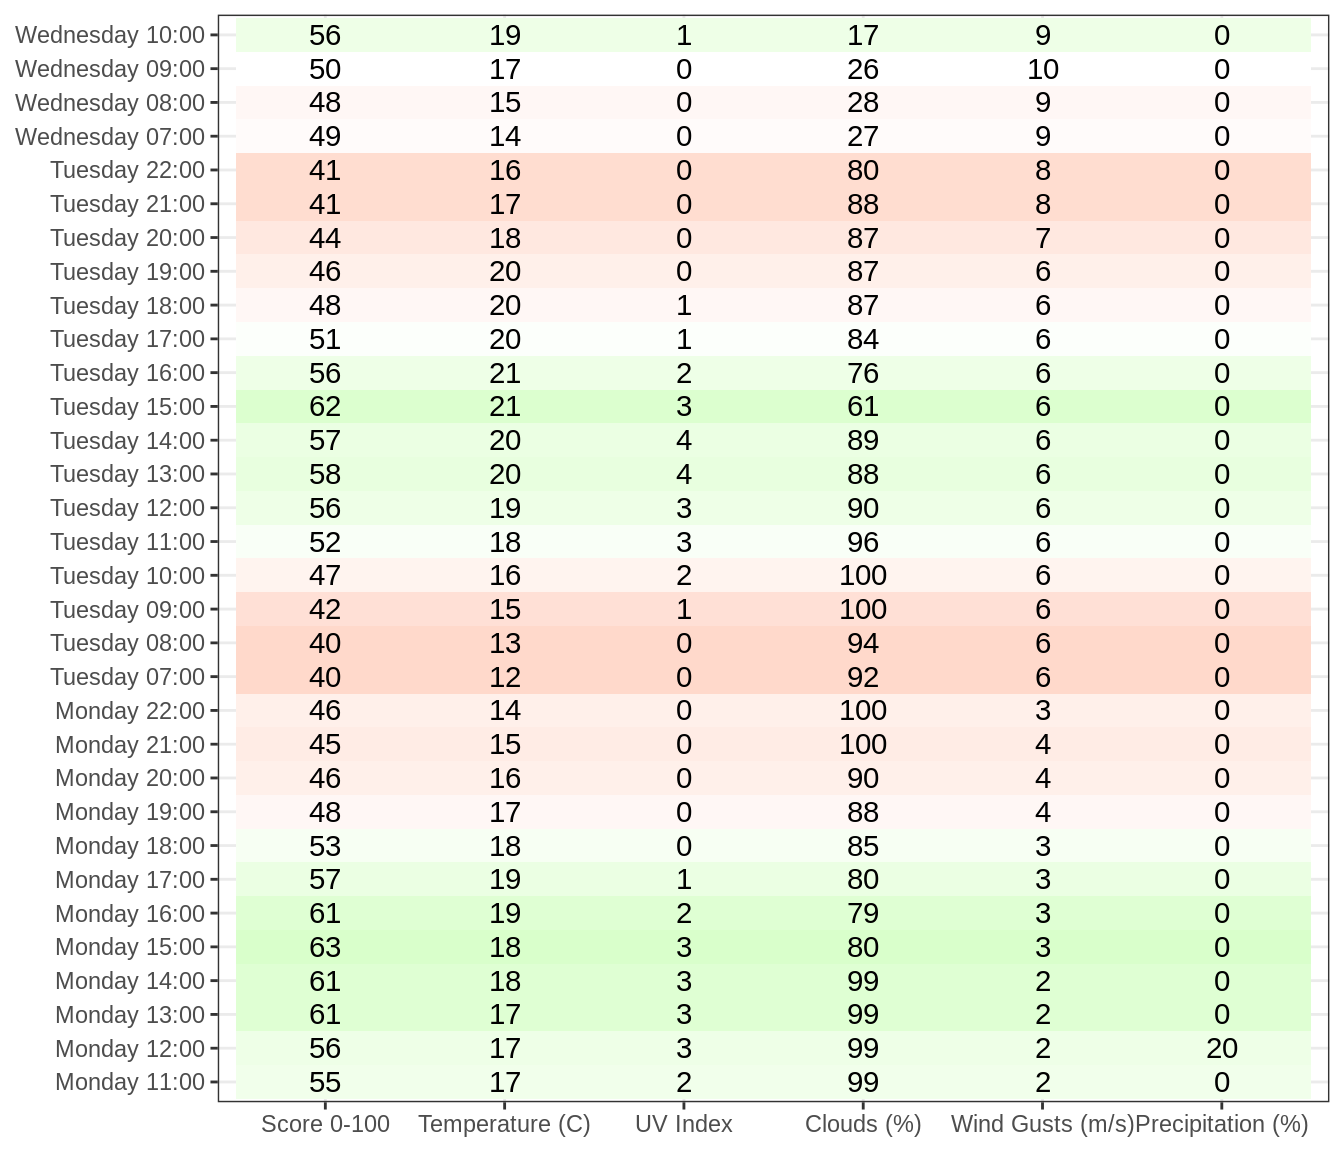 Wednesday 10:00 56 19 1 17 9 0
Wednesday 09:00 50 17 0 26 10 0
Wednesday 08:00 48 15 0 28 9 0
Wednesday 07:00 49 14 0 27 9 0
Tuesday 22:00 41 16 0 80 8 0
Tuesday 21:00 41 17 0 88 8 0
Tuesday 20:00 44 18 0 87 7 0
Tuesday 19:00 46 20 0 87 6 0
Tuesday 18:00 48 20 1 87 6 0
Tuesday 17:00 51 20 1 84 6 0
Tuesday 16:00 56 21 2 76 6 0
Tuesday 15:00 62 21 3 61 6 0
Tuesday 14:00 57 20 4 89 6 0
Tuesday 13:00 58 20 4 88 6 0
Tuesday 12:00 56 19 3 90 6 0
Tuesday 11:00 52 18 3 96 6 0
Tuesday 10:00 47 16 2 100 6 0
Tuesday 09:00 42 15 1 100 6 0
Tuesday 08:00 40 13 0 94 6 0
Tuesday 07:00 40 12 0 92 6 0
Monday 22:00 46 14 0 100 3 0
Monday 21:00 45 15 0 100 4 0
Monday 20:00 46 16 0 90 4 0
Monday 19:00 48 17 0 88 4 0
Monday 18:00 53 18 0 85 3 0
Monday 17:00 57 19 1 80 3 0
Monday 16:00 61 19 2 79 3 0
Monday 15:00 63 18 3 80 3 0
Monday 14:00 61 18 3 99 2 0
Monday 13:00 61 17 3 99 2 0
Monday 12:00 56 17 3 99 2 20
Monday 11:00 55 17 2 99 2 0
Score 0-100 Temperature (C) UV Index Clouds (%) Wind Gusts (m/s) Precipitation (%)